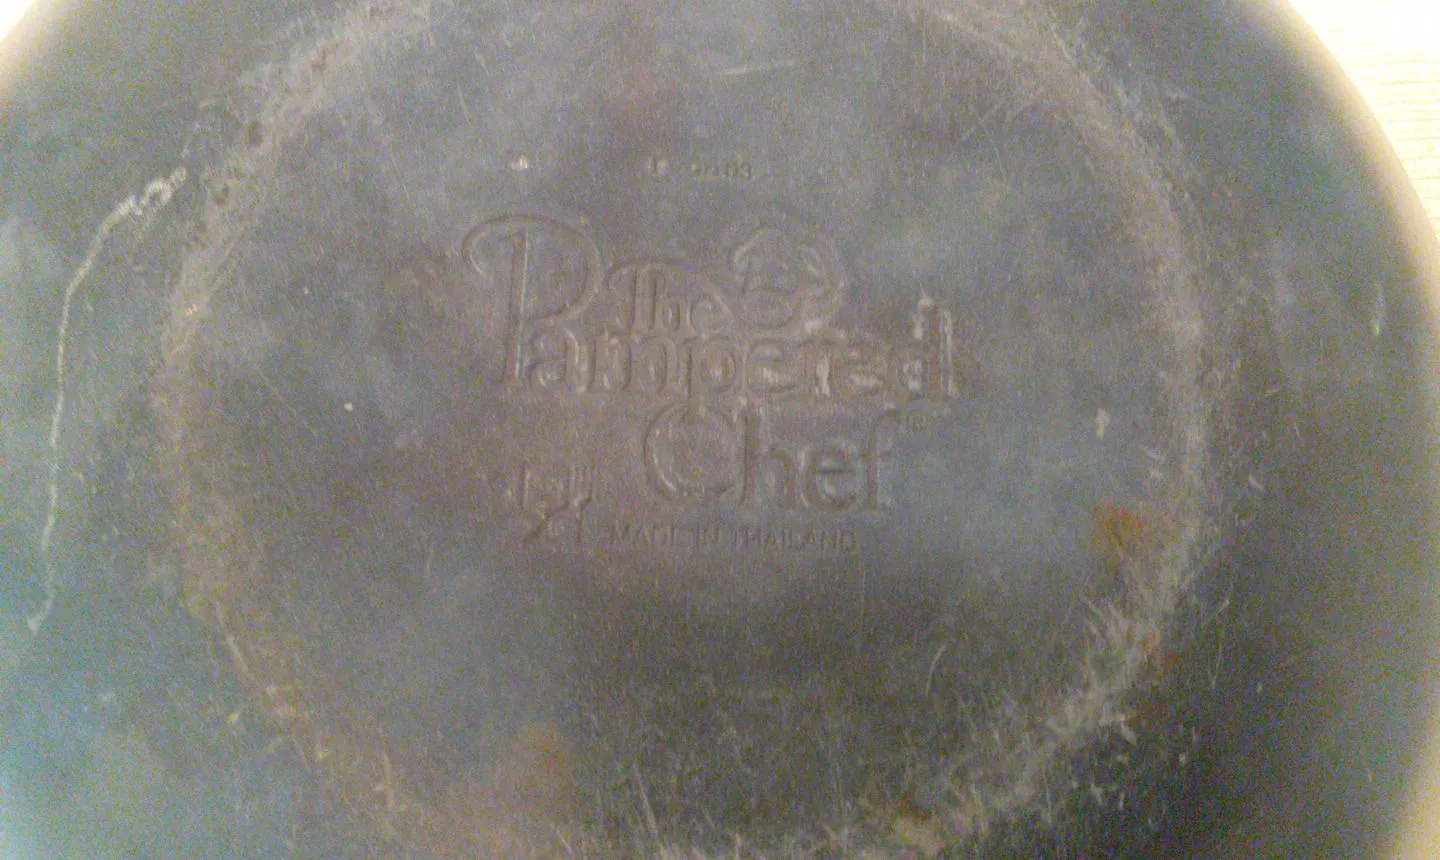 The
Pampered
Chef®
MADE IN THAILAND